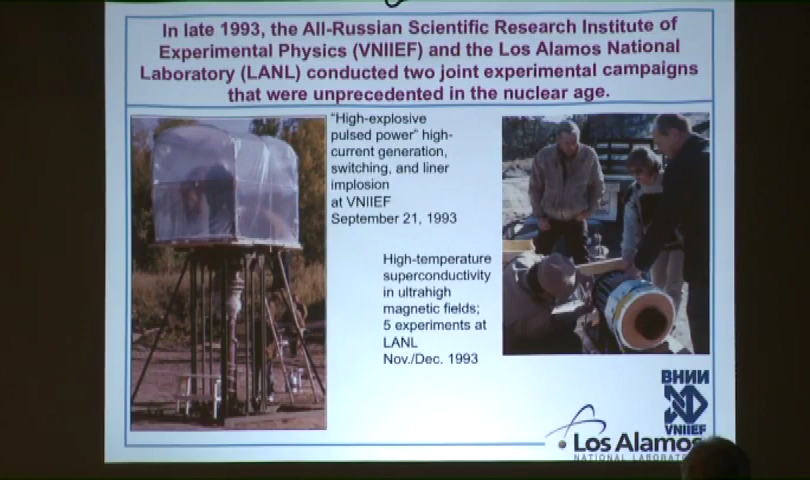 In late 1993, the All-Russian Scientific Research Institute of
Experimental Physics (VNIIEF) and the Los Alamos National
Laboratory (LANL) conducted two joint experimental campaigns
that were unprecedented in the nuclear age.
"High-explosive
pulsed power" high-
current generation,
switching, and liner
implosion
at VNIIEF
September 21, 1993
High-temperature
superconductivity
in ultrahigh
magnetic fields;
5 experiments at
LANL
Nov./Dec. 1993
ВНИИ
VNIIEF
Los Alamos
NATIONAL LABORAT